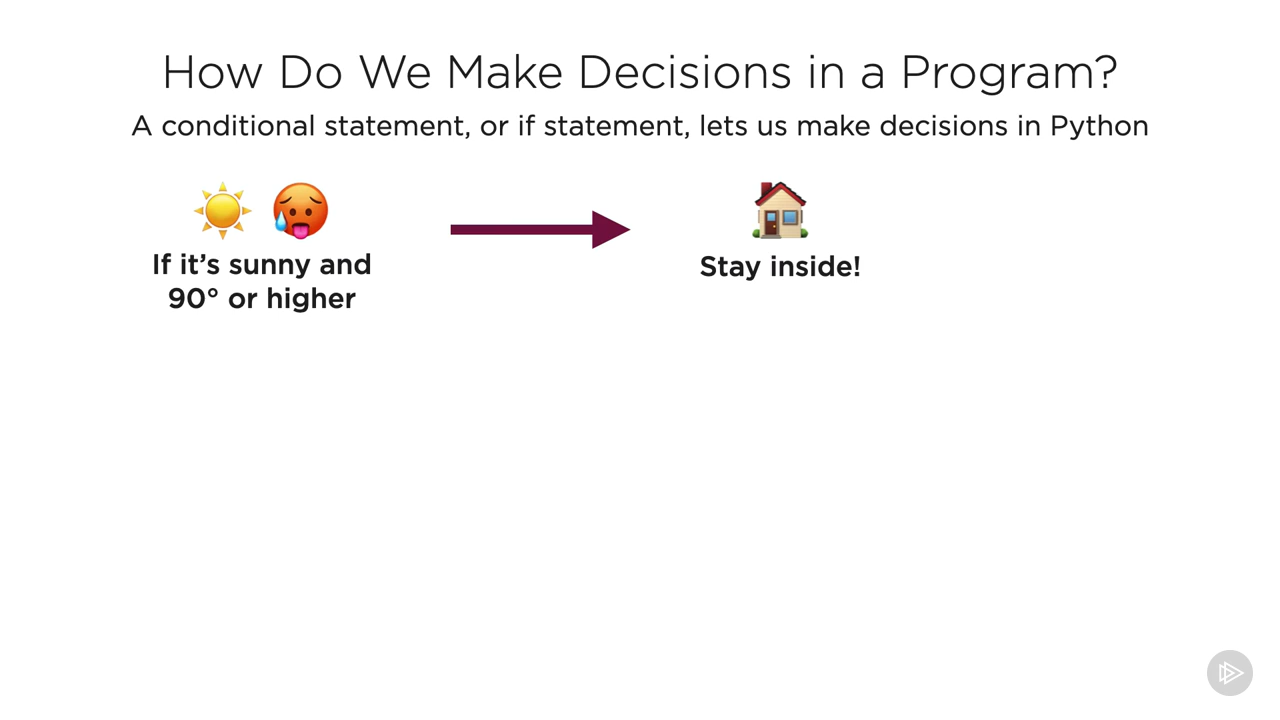 How Do We Make Decisions in a Program?
A conditional statement, or if statement, lets us make decisions in Python
If it’s sunny and
90° or higher
Stay inside!